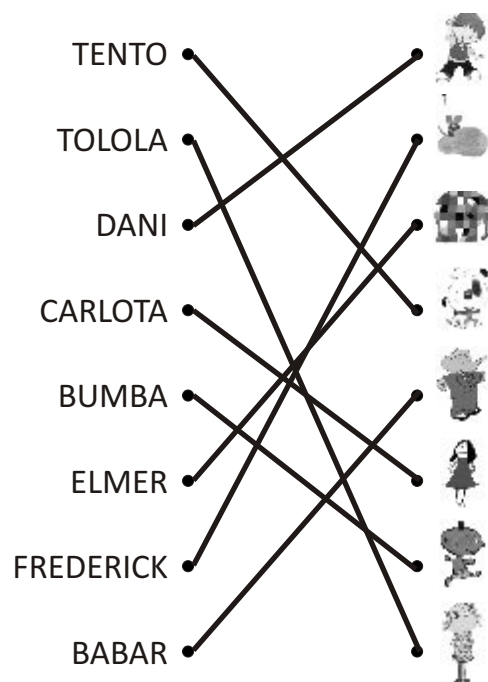 TENTO
TOLOLA
DANI
CARLOTA
BUMBA
ELMER
FREDERICK
BABAR